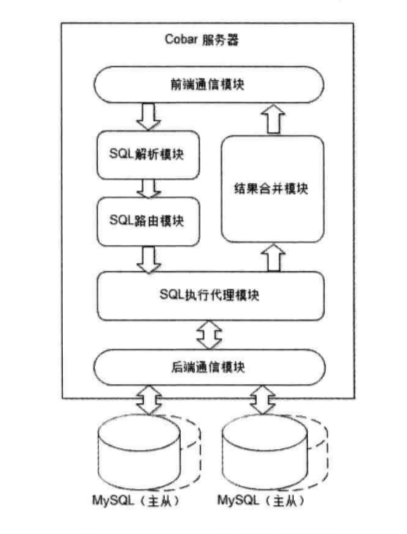 Cobar 服务器
前端通信模块
SQL解析模块
SQL路由模块
结果合并模块
SQL执行代理模块
后端通信模块
MySQL（主从）
MySQL（主从）